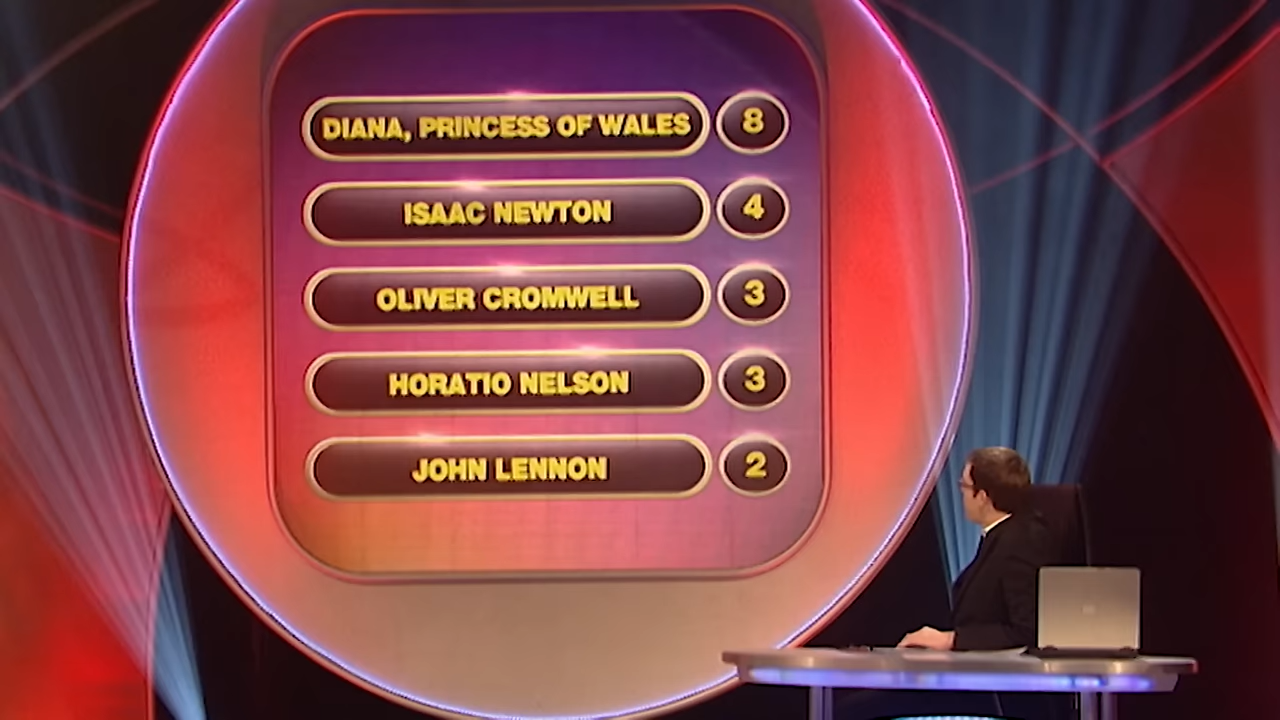 DIANA, PRINCESS OF WALES 8
ISAAC NEWTON 4
OLIVER CROMWELL 3
HORATIO NELSON 3
JOHN LENNON 2